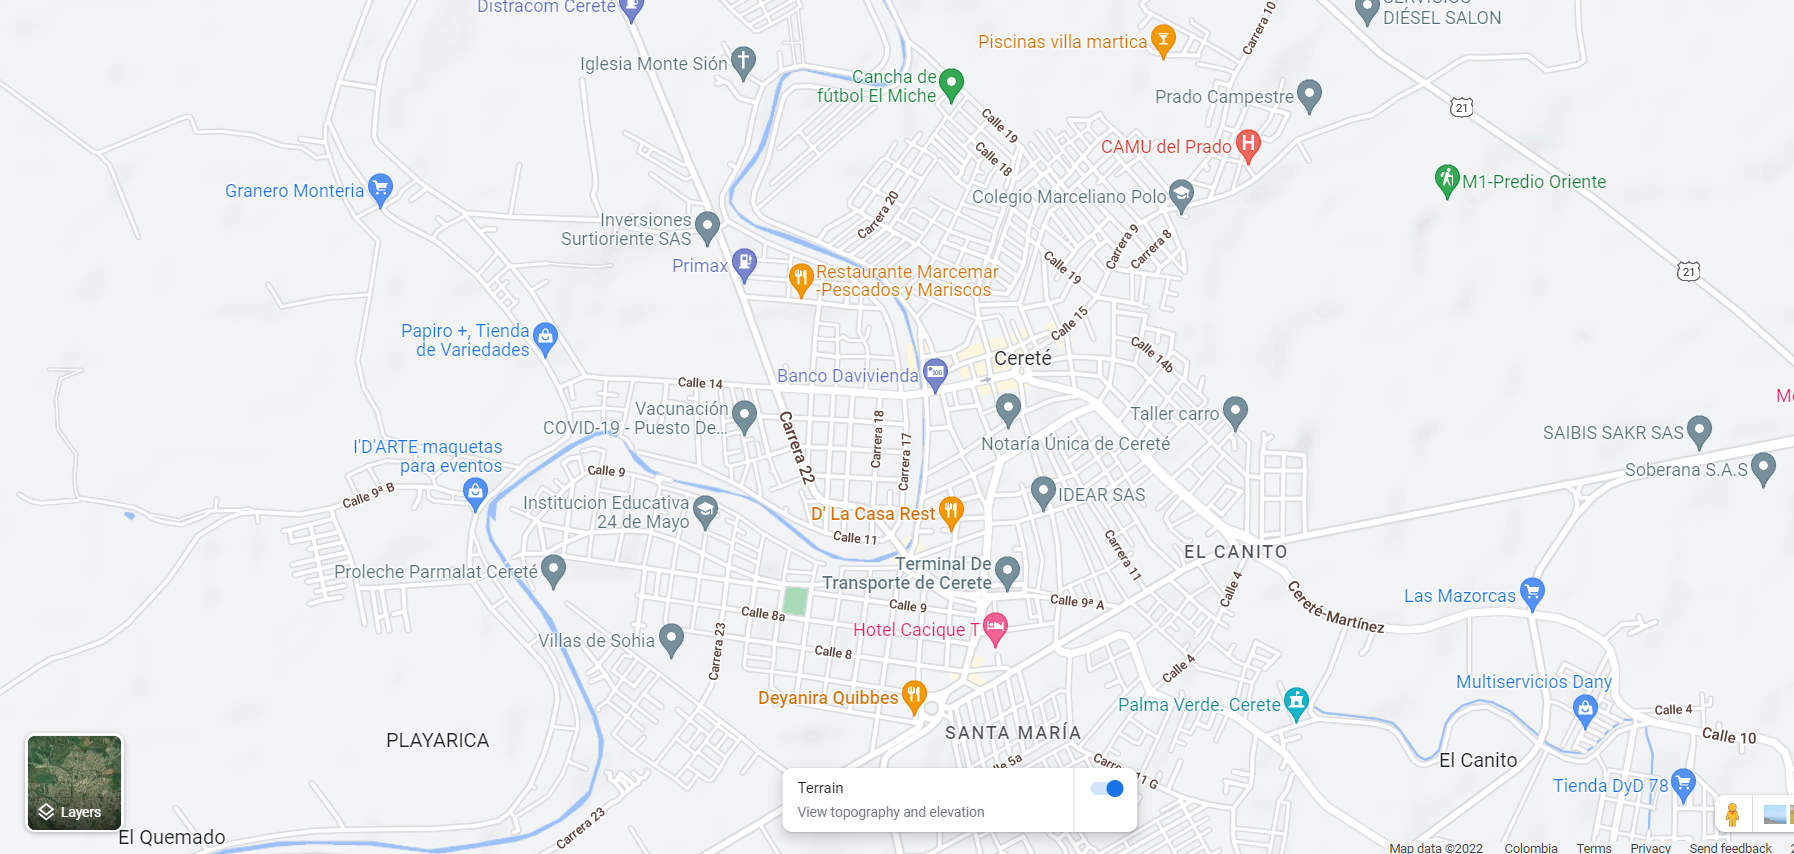 Distracom Cereté
SERVICIOS
DIÉSEL SALON
Carrera 10
Piscinas villa martica
Iglesia Monte Sión
Cancha de
fútbol El Miche
Prado Campestre
21
Calle 19
CAMU del Prado
Calle 18
M1-Predio Oriente
Granero Monteria
Colegio Marceliano Polo
Carrera 20
Inversiones
Surtioriente SAS
Carrera 9
Carrera 8
Primax
Restaurante Marcemar
-Pescados y Mariscos
Calle 19
21
Papiro +, Tienda
de Variedades
Calle 15
Cereté
Calle 14b
Banco Davivienda
Calle 14
Vacunación
COVID-19 - Puesto De...
Carrera 22
Carrera 18
Carrera 17
Taller carro
Notaría Única de Cereté
SAIBIS SAKR SAS
Soberana S.A.S
I'D'ARTE maquetas
para eventos
Calle 9
Calle 9ª B
Institucion Educativa
24 de Mayo
IDEAR SAS
D' La Casa Rest
Calle 11
Carrera 11
EL CANITO
Terminal De
Transporte de Cerete
Proleche Parmalat Cereté
Calle 4
Las Mazorcas
Cereté-Martínez
Calle 8a
Calle 9
Calle 9ª A
Hotel Cacique T
Villas de Sohia
Carrera 23
Calle 8
Calle 4
Multiservicios Dany
Deyanira Quibbes
Palma Verde. Cerete
Calle 4
Calle 10
SANTA MARÍA
PLAYARICA
El Canito
Tienda DyD 78
Terrain
View topography and elevation
Layers
El Quemado
Carrera 23
Map data ©2022 Colombia Terms Privacy Send feedback